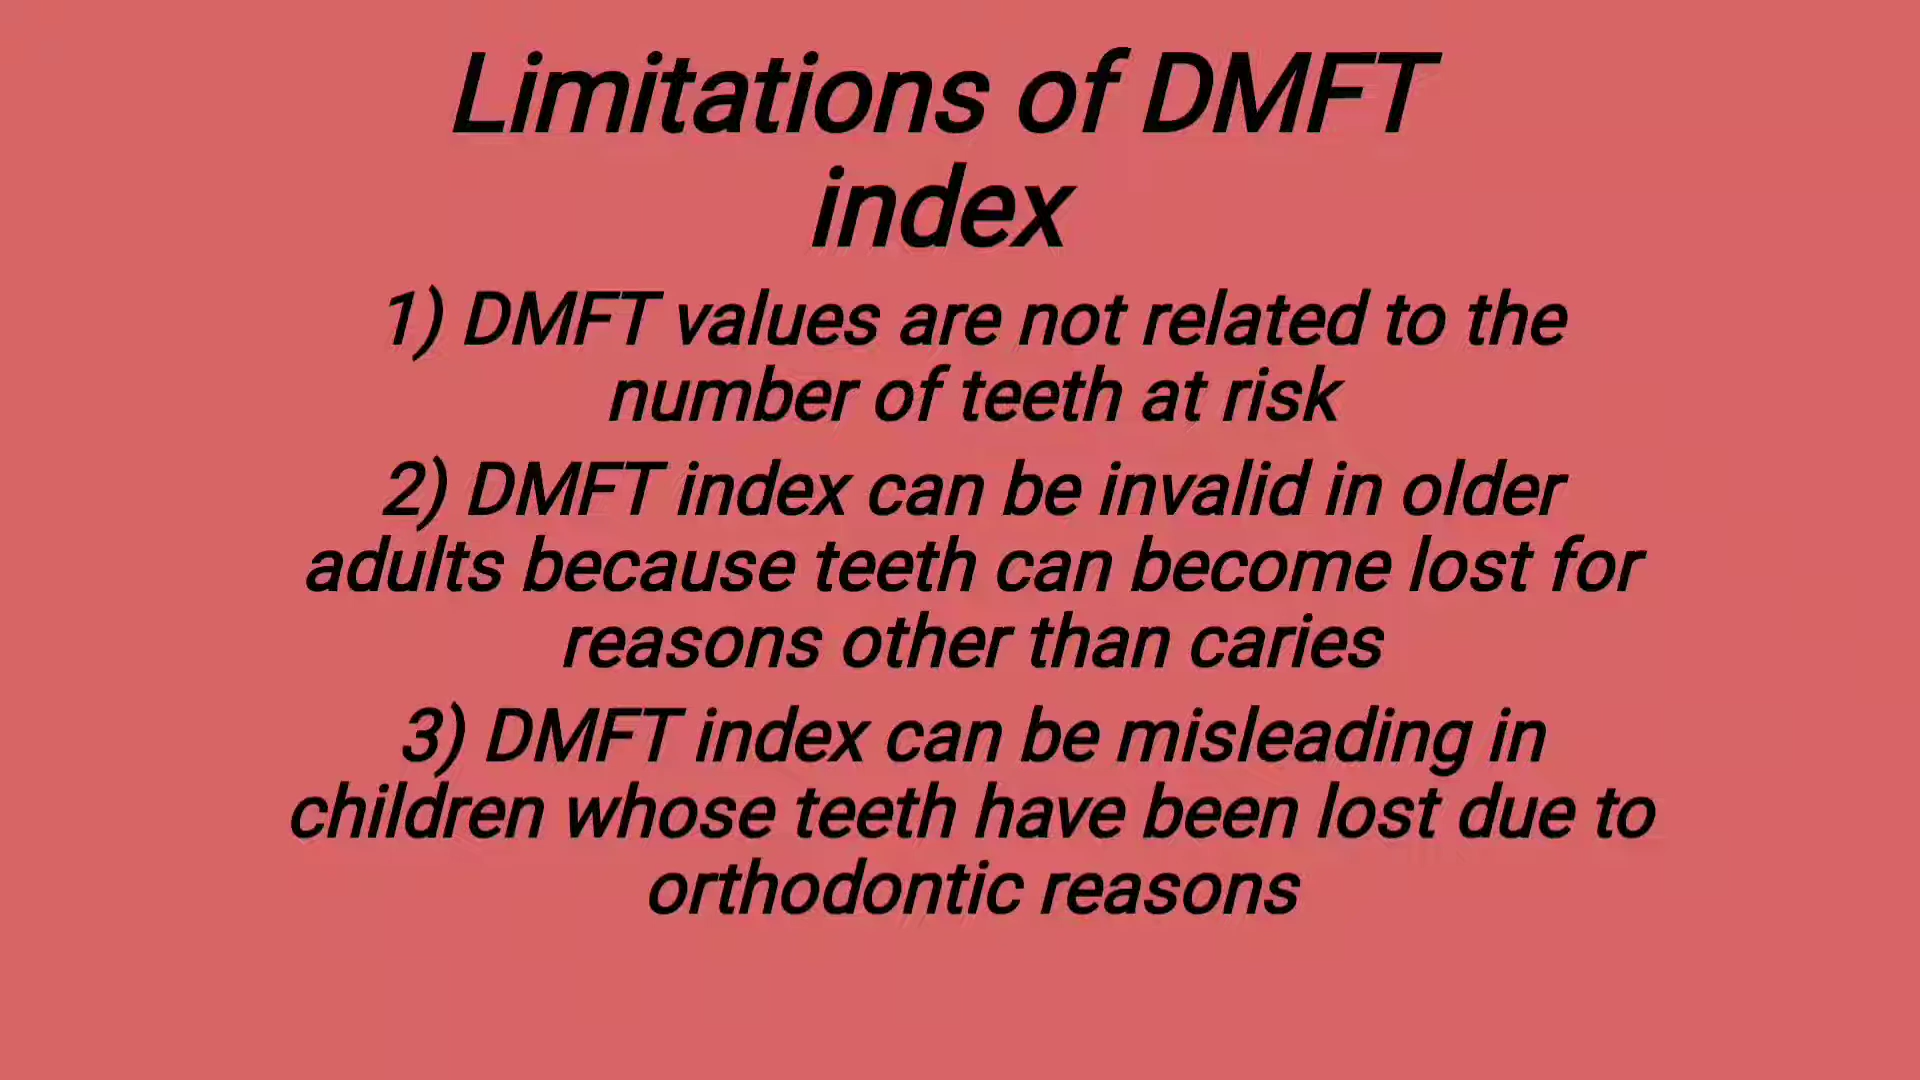 Limitations of DMFT
index
1) DMFT values are not related to the
number of teeth at risk
2) DMFT index can be invalid in older
adults because teeth can become lost for
reasons other than caries
3) DMFT index can be misleading in
children whose teeth have been lost due to
orthodontic reasons